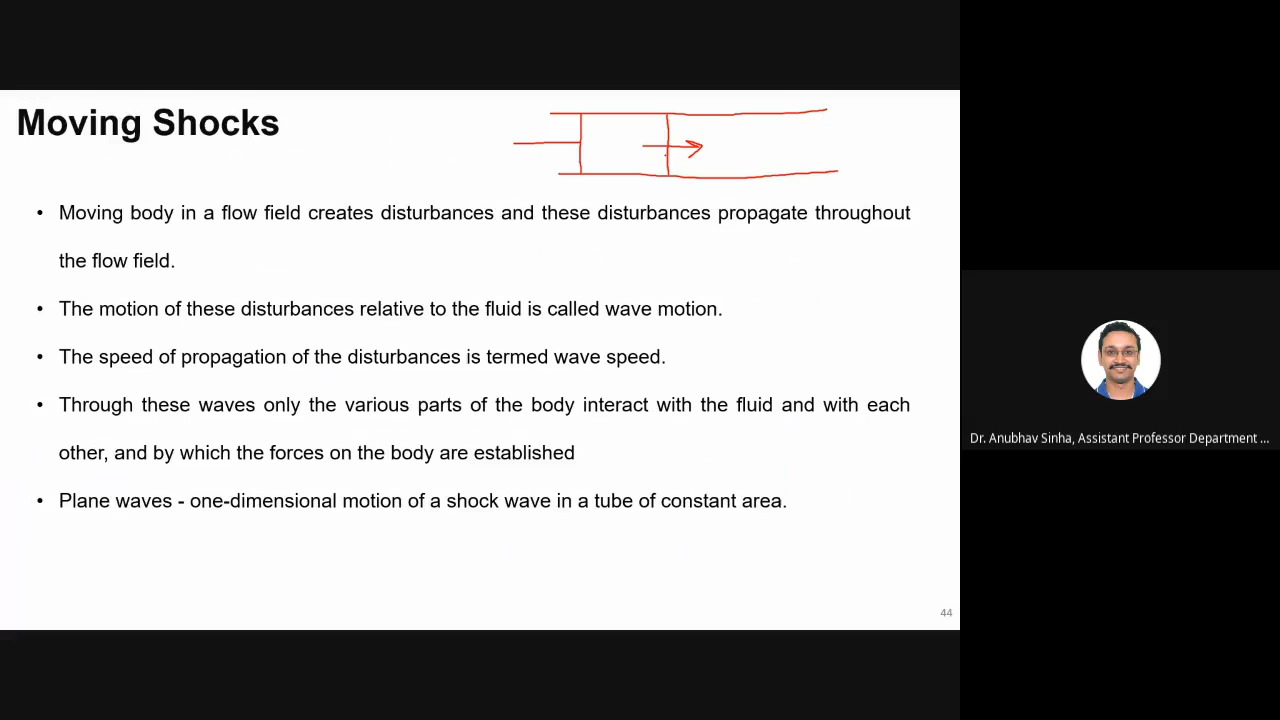 Moving Shocks
• Moving body in a flow field creates disturbances and these disturbances propagate throughout
the flow field.
• The motion of these disturbances relative to the fluid is called wave motion.
• The speed of propagation of the disturbances is termed wave speed.
• Through these waves only the various parts of the body interact with the fluid and with each
other, and by which the forces on the body are established
• Plane waves - one-dimensional motion of a shock wave in a tube of constant area.
44
Dr. Anubhav Sinha, Assistant Professor Department ...